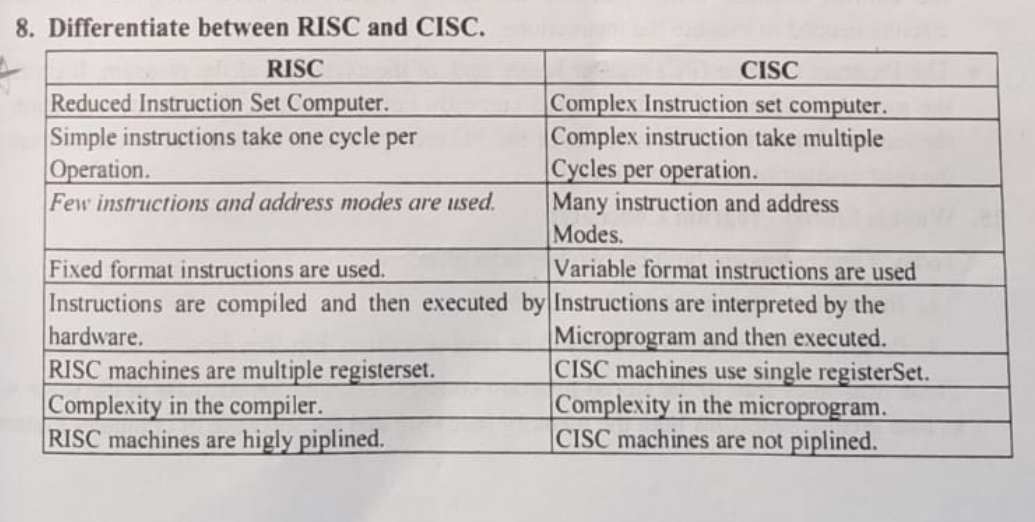 8. Differentiate between RISC and CISC.
RISC
CISC
Reduced Instruction Set Computer.
Complex Instruction set computer.
Simple instructions take one cycle per
Operation.
Complex instruction take multiple
Cycles per operation.
Few instructions and address modes are used.
Many instruction and address
Modes.
Fixed format instructions are used.
Variable format instructions are used
Instructions are compiled and then executed by
hardware.
Instructions are interpreted by the
Microprogram and then executed.
RISC machines are multiple registerset.
CISC machines use single registerSet.
Complexity in the compiler.
Complexity in the microprogram.
RISC machines are higly piplined.
CISC machines are not piplined.